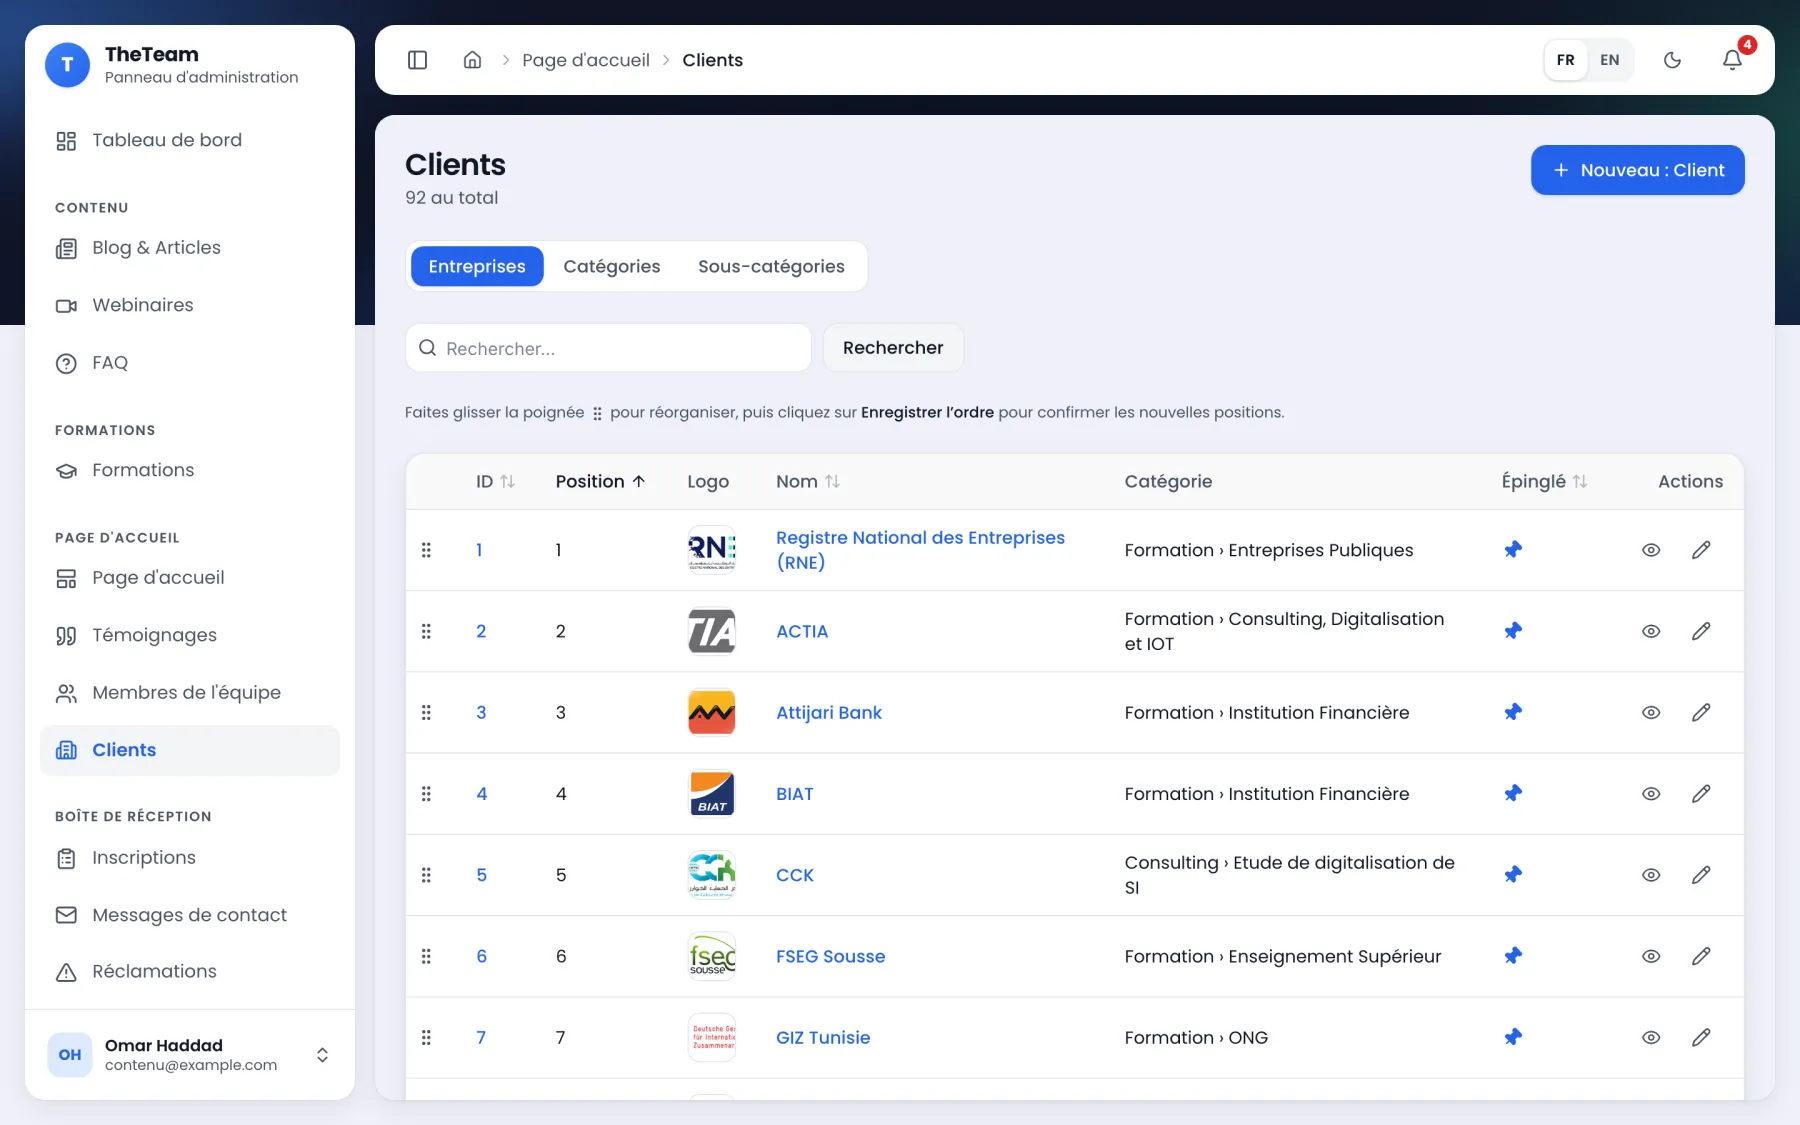 T
TheTeam
Panneau d'administration
Tableau de bord
CONTENU
Blog & Articles
Webinaires
FAQ
FORMATIONS
Formations
PAGE D'ACCUEIL
Page d'accueil
Témoignages
Membres de l'équipe
Clients
BOÎTE DE RÉCEPTION
Inscriptions
Messages de contact
Réclamations
OH
Omar Haddad
contenu@example.com
Page d'accueil
Clients
FR EN
4
Clients
92 au total
+ Nouveau : Client
Entreprises Catégories Sous-catégories
Rechercher...
Rechercher
Faites glisser la poignée pour réorganiser, puis cliquez sur Enregistrer l’ordre pour confirmer les nouvelles positions.
ID Position Logo Nom Catégorie Épinglé Actions
1 1 RNE Registre National des Entreprises
(RNE) Formation › Entreprises Publiques
2 2 TIA ACTIA Formation › Consulting, Digitalisation
et IOT
3 3 Attijari Bank Formation › Institution Financière
4 4 BIAT BIAT Formation › Institution Financière
5 5 CCK CCK Consulting › Etude de digitalisation de
SI
6 6 fseg
sousse FSEG Sousse Formation › Enseignement Supérieur
7 7 Deutsche Ges
für Internatio
Zusammenar GIZ Tunisie Formation › ONG